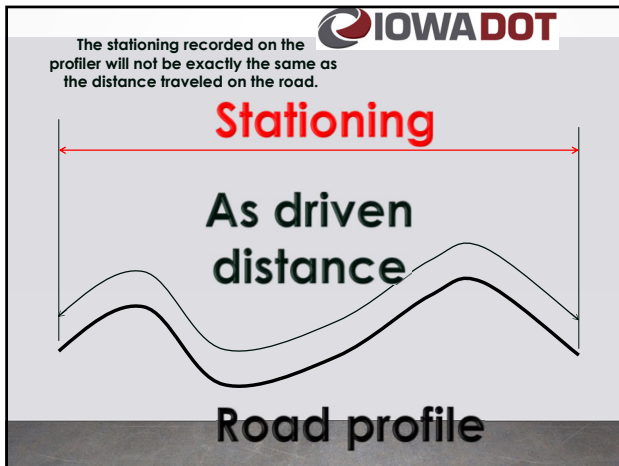 IOWADOT
The stationing recorded on the
profiler will not be exactly the same as
the distance traveled on the road.
Stationing
As driven
distance
Road profile